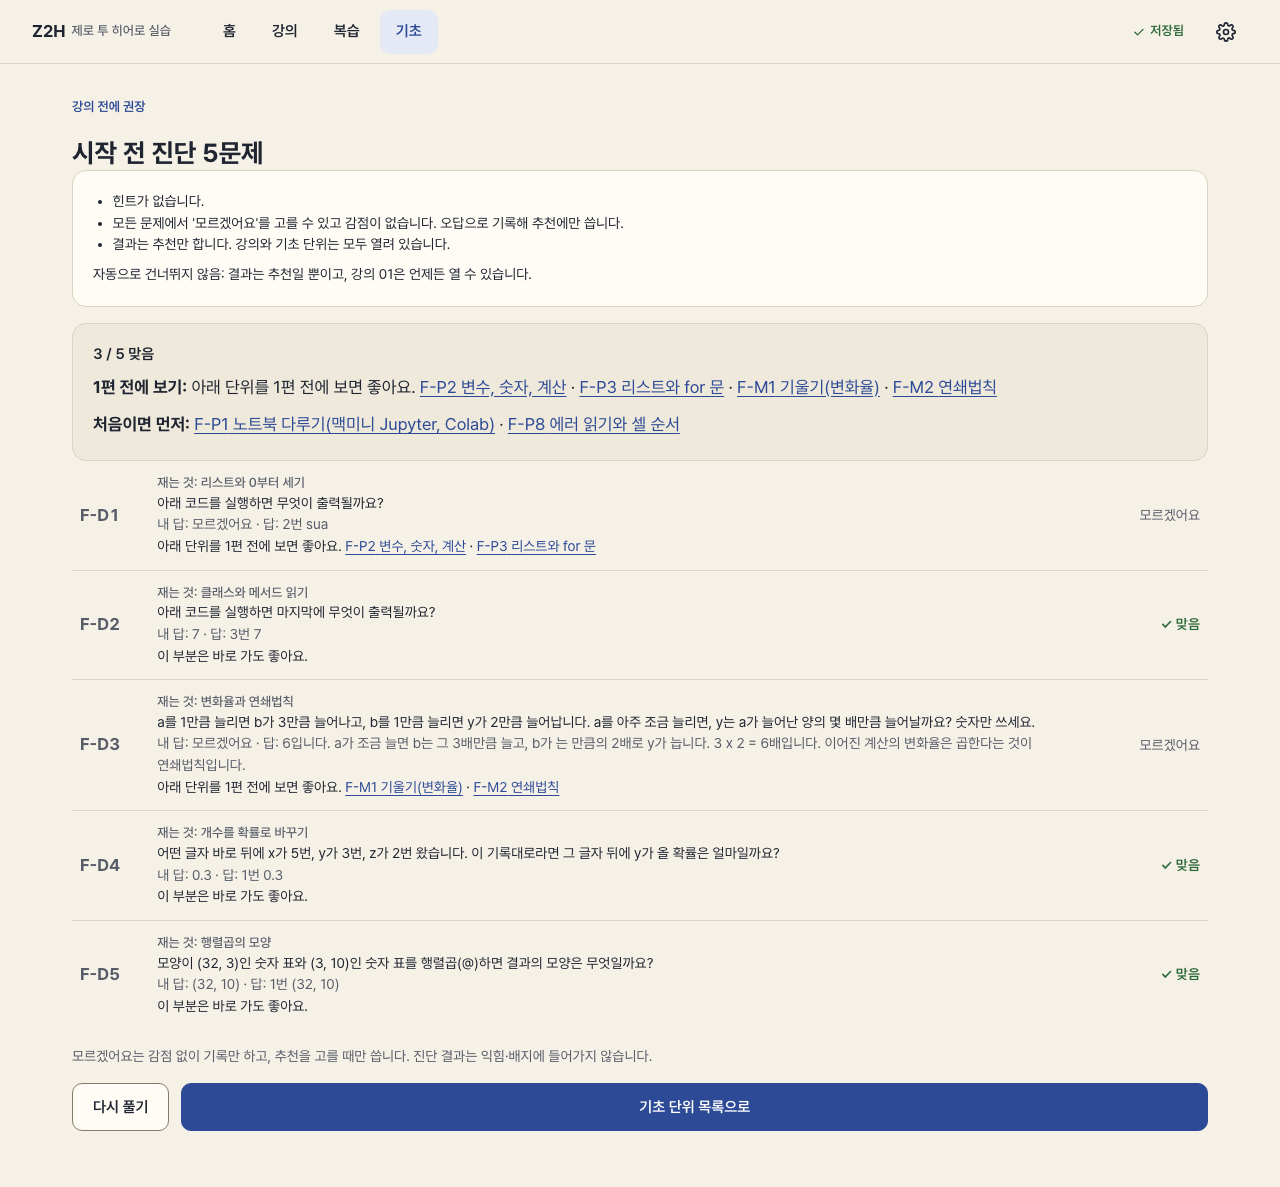 Z2H 제로 투 히어로 실습 홈 강의 복습 기초 ✓ 저장됨
강의 전에 권장
시작 전 진단 5문제
• 힌트가 없습니다.
• 모든 문제에서 '모르겠어요'를 고를 수 있고 감점이 없습니다. 오답으로 기록해 추천에만 씁니다.
• 결과는 추천만 합니다. 강의와 기초 단위는 모두 열려 있습니다.
자동으로 건너뛰지 않음: 결과는 추천일 뿐이고, 강의 01은 언제든 열 수 있습니다.
3 / 5 맞음
1편 전에 보기: 아래 단위를 1편 전에 보면 좋아요. F-P2 변수, 숫자, 계산 · F-P3 리스트와 for 문 · F-M1 기울기(변화율) · F-M2 연쇄법칙
처음이면 먼저: F-P1 노트북 다루기(맥미니 Jupyter, Colab) · F-P8 에러 읽기와 셀 순서
F-D1
재는 것: 리스트와 0부터 세기
아래 코드를 실행하면 무엇이 출력될까요?
내 답: 모르겠어요 · 답: 2번 sua
아래 단위를 1편 전에 보면 좋아요. F-P2 변수, 숫자, 계산 · F-P3 리스트와 for 문
모르겠어요
F-D2
재는 것: 클래스와 메서드 읽기
아래 코드를 실행하면 마지막에 무엇이 출력될까요?
내 답: 7 · 답: 3번 7
이 부분은 바로 가도 좋아요.
✓ 맞음
F-D3
재는 것: 변화율과 연쇄법칙
a를 1만큼 늘리면 b가 3만큼 늘어나고, b를 1만큼 늘리면 y가 2만큼 늘어납니다. a를 아주 조금 늘리면, y는 a가 늘어난 양의 몇 배만큼 늘어날까요? 숫자만 쓰세요.
내 답: 모르겠어요 · 답: 6입니다. a가 조금 늘면 b는 그 3배만큼 늘고, b가 는 만큼의 2배로 y가 늡니다. 3 x 2 = 6배입니다. 이어진 계산의 변화율은 곱한다는 것이
연쇄법칙입니다.
아래 단위를 1편 전에 보면 좋아요. F-M1 기울기(변화율) · F-M2 연쇄법칙
모르겠어요
F-D4
재는 것: 개수를 확률로 바꾸기
어떤 글자 바로 뒤에 x가 5번, y가 3번, z가 2번 왔습니다. 이 기록대로라면 그 글자 뒤에 y가 올 확률은 얼마일까요?
내 답: 0.3 · 답: 1번 0.3
이 부분은 바로 가도 좋아요.
✓ 맞음
F-D5
재는 것: 행렬곱의 모양
모양이 (32, 3)인 숫자 표와 (3, 10)인 숫자 표를 행렬곱(@)하면 결과의 모양은 무엇일까요?
내 답: (32, 10) · 답: 1번 (32, 10)
이 부분은 바로 가도 좋아요.
✓ 맞음
모르겠어요는 감점 없이 기록만 하고, 추천을 고를 때만 씁니다. 진단 결과는 익힘·배지에 들어가지 않습니다.
다시 풀기 기초 단위 목록으로